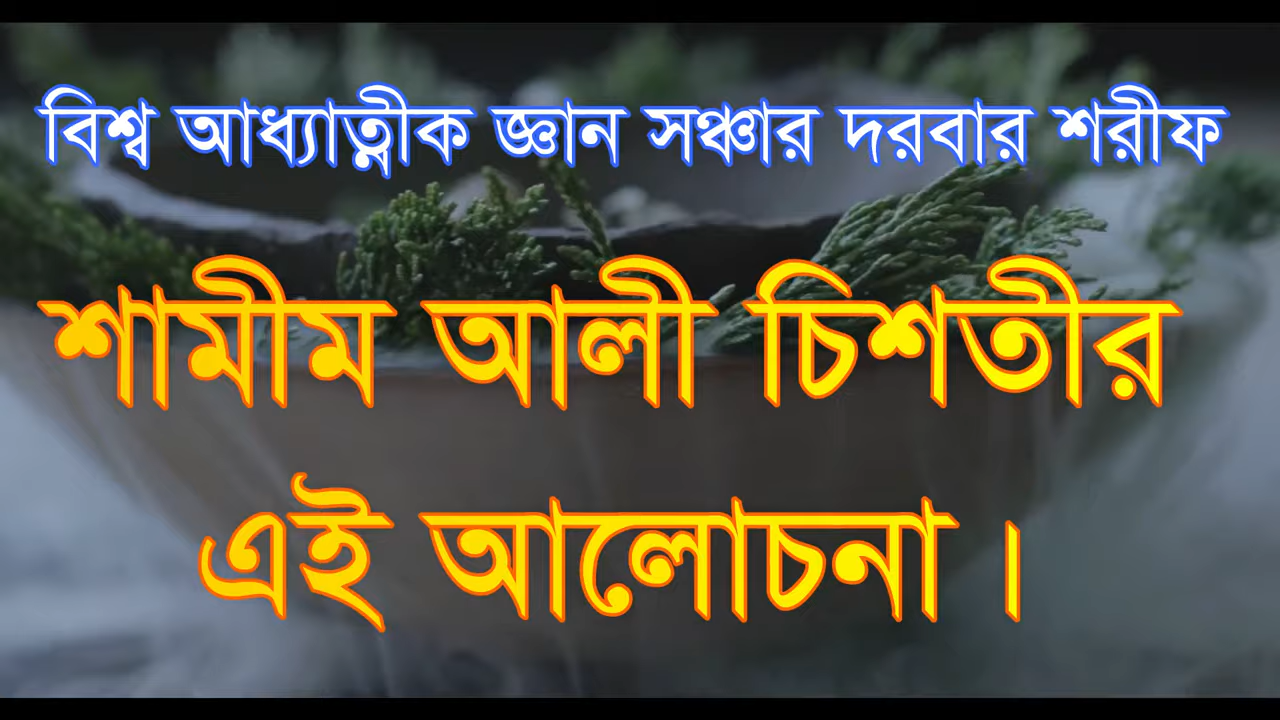 বিশ্ব আধ্যাত্নীক জ্ঞান সঞ্চার দরবার শরীফ
শামীম আলী চিশতীর
এই আলোচনা।